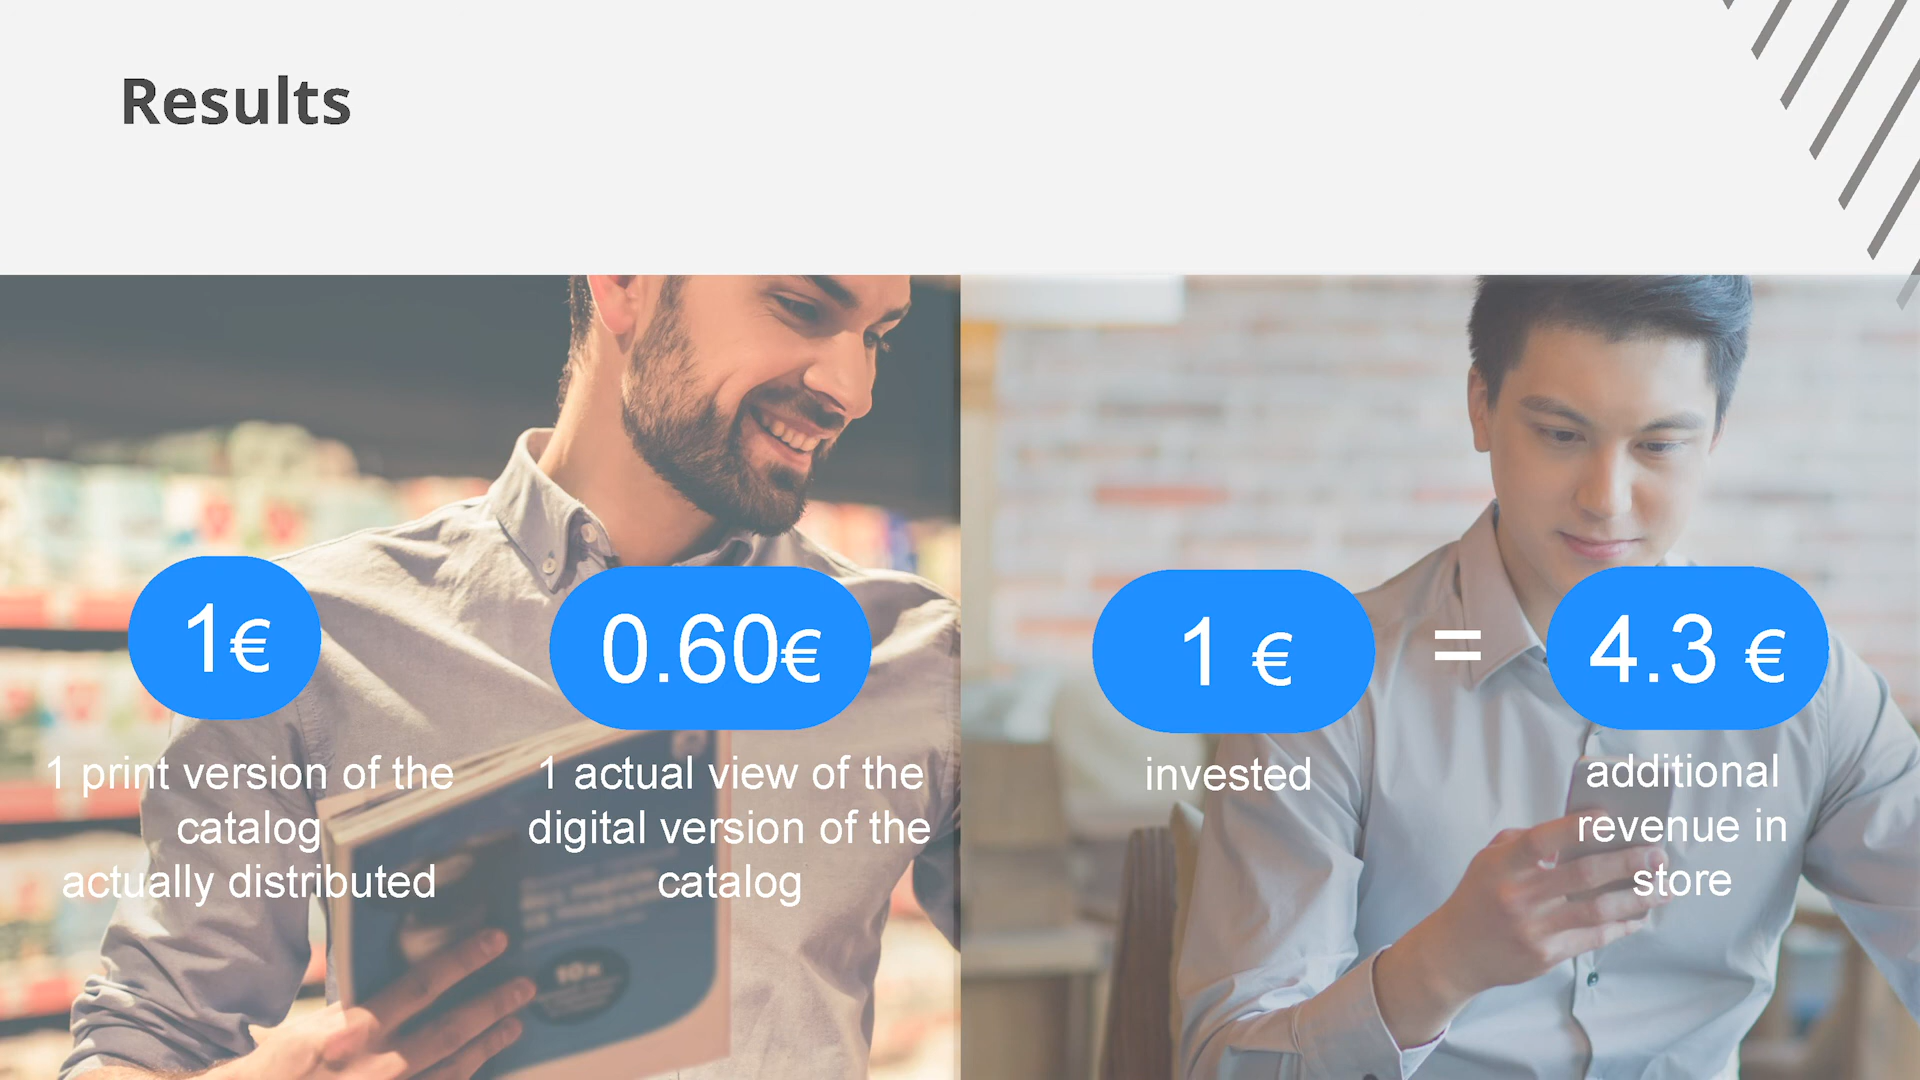 Results
1€
0.60€
1 €
=
4.3 €
1 print version of the
catalog
actually distributed
1 actual view of the
digital version of the
catalog
invested
additional
revenue in
store
10x